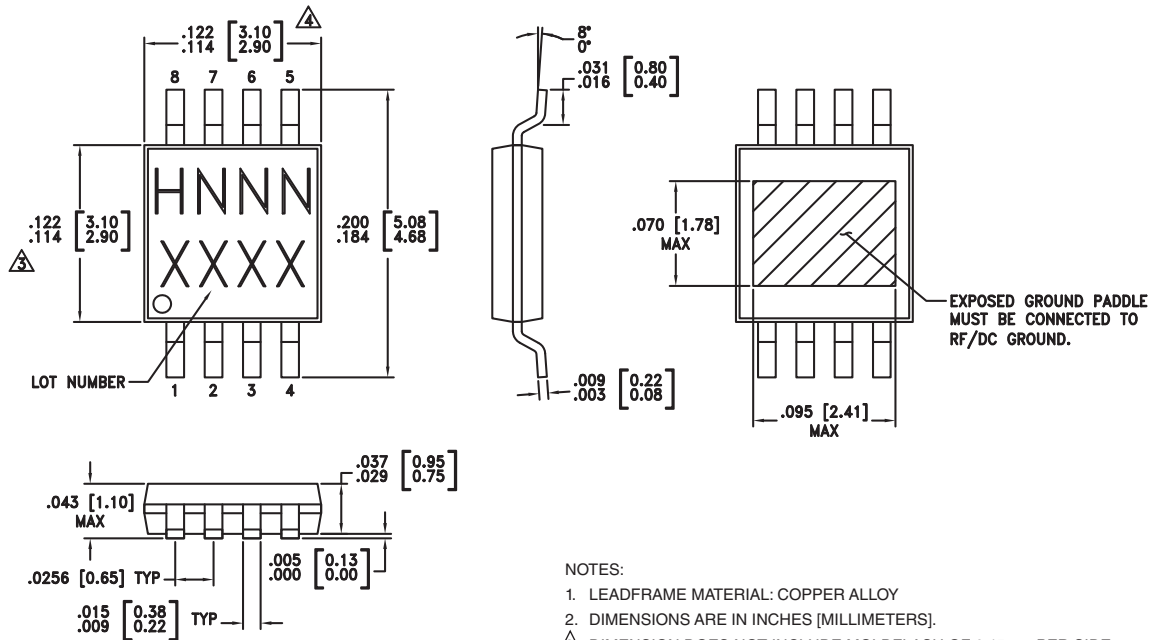 .122 [3.10]
.114 [2.90]
4
8 7 6 5
HNNN
XXXX
.122 [3.10]
.114 [2.90]
3
.200 [5.08]
.184 [4.68]
LOT NUMBER
1 2 3 4
8°
0°
.031 [0.80]
.016 [0.40]
.009 [0.22]
.003 [0.08]
.070 [1.78]
MAX
EXPOSED GROUND PADDLE
MUST BE CONNECTED TO
RF/DC GROUND.
.095 [2.41]
MAX
.037 [0.95]
.029 [0.75]
.043 [1.10]
MAX
.005 [0.13]
.000 [0.00]
.0256 [0.65] TYP
.015 [0.38]
.009 [0.22]
TYP
NOTES:
1. LEADFRAME MATERIAL: COPPER ALLOY
2. DIMENSIONS ARE IN INCHES [MILLIMETERS].